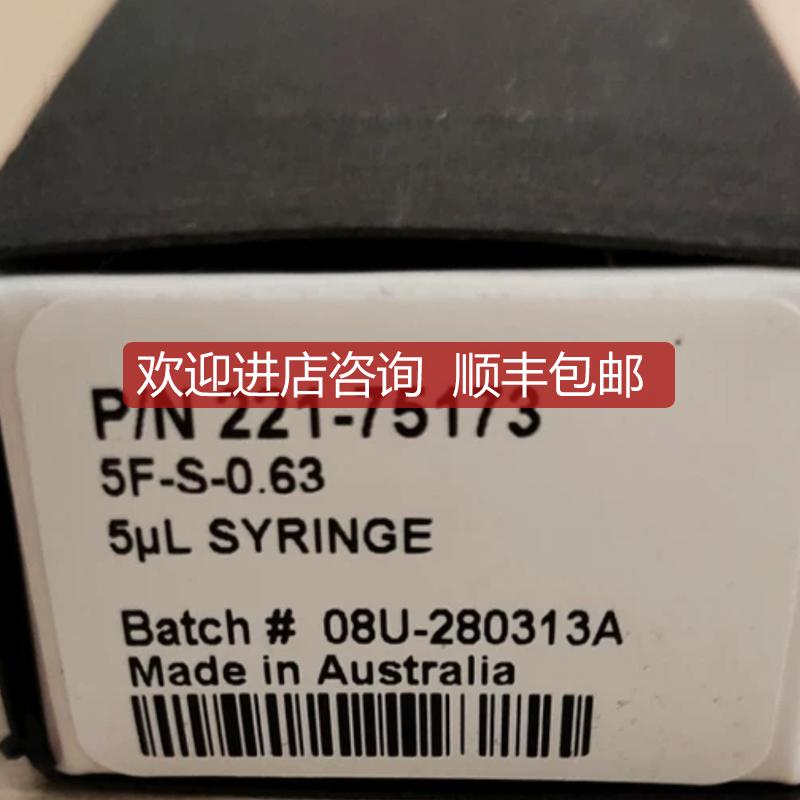 欢迎进店咨询 顺丰包邮
P/N 221-75173
5F-S-0.63
5µL SYRINGE
Batch # 08U-280313A
Made in Australia